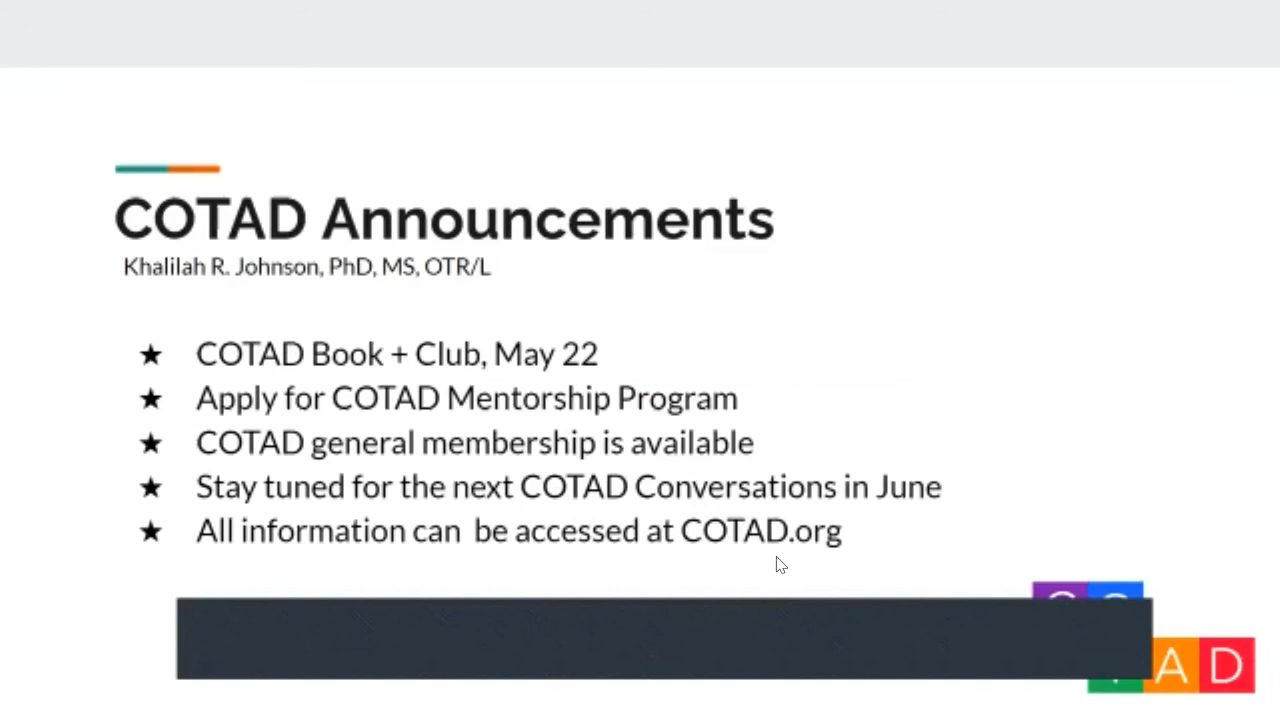 COTAD Announcements
Khalilah R. Johnson, PhD, MS, OTR/L
★ COTAD Book + Club, May 22
★ Apply for COTAD Mentorship Program
★ COTAD general membership is available
★ Stay tuned for the next COTAD Conversations in June
★ All information can  be accessed at COTAD.org
A D